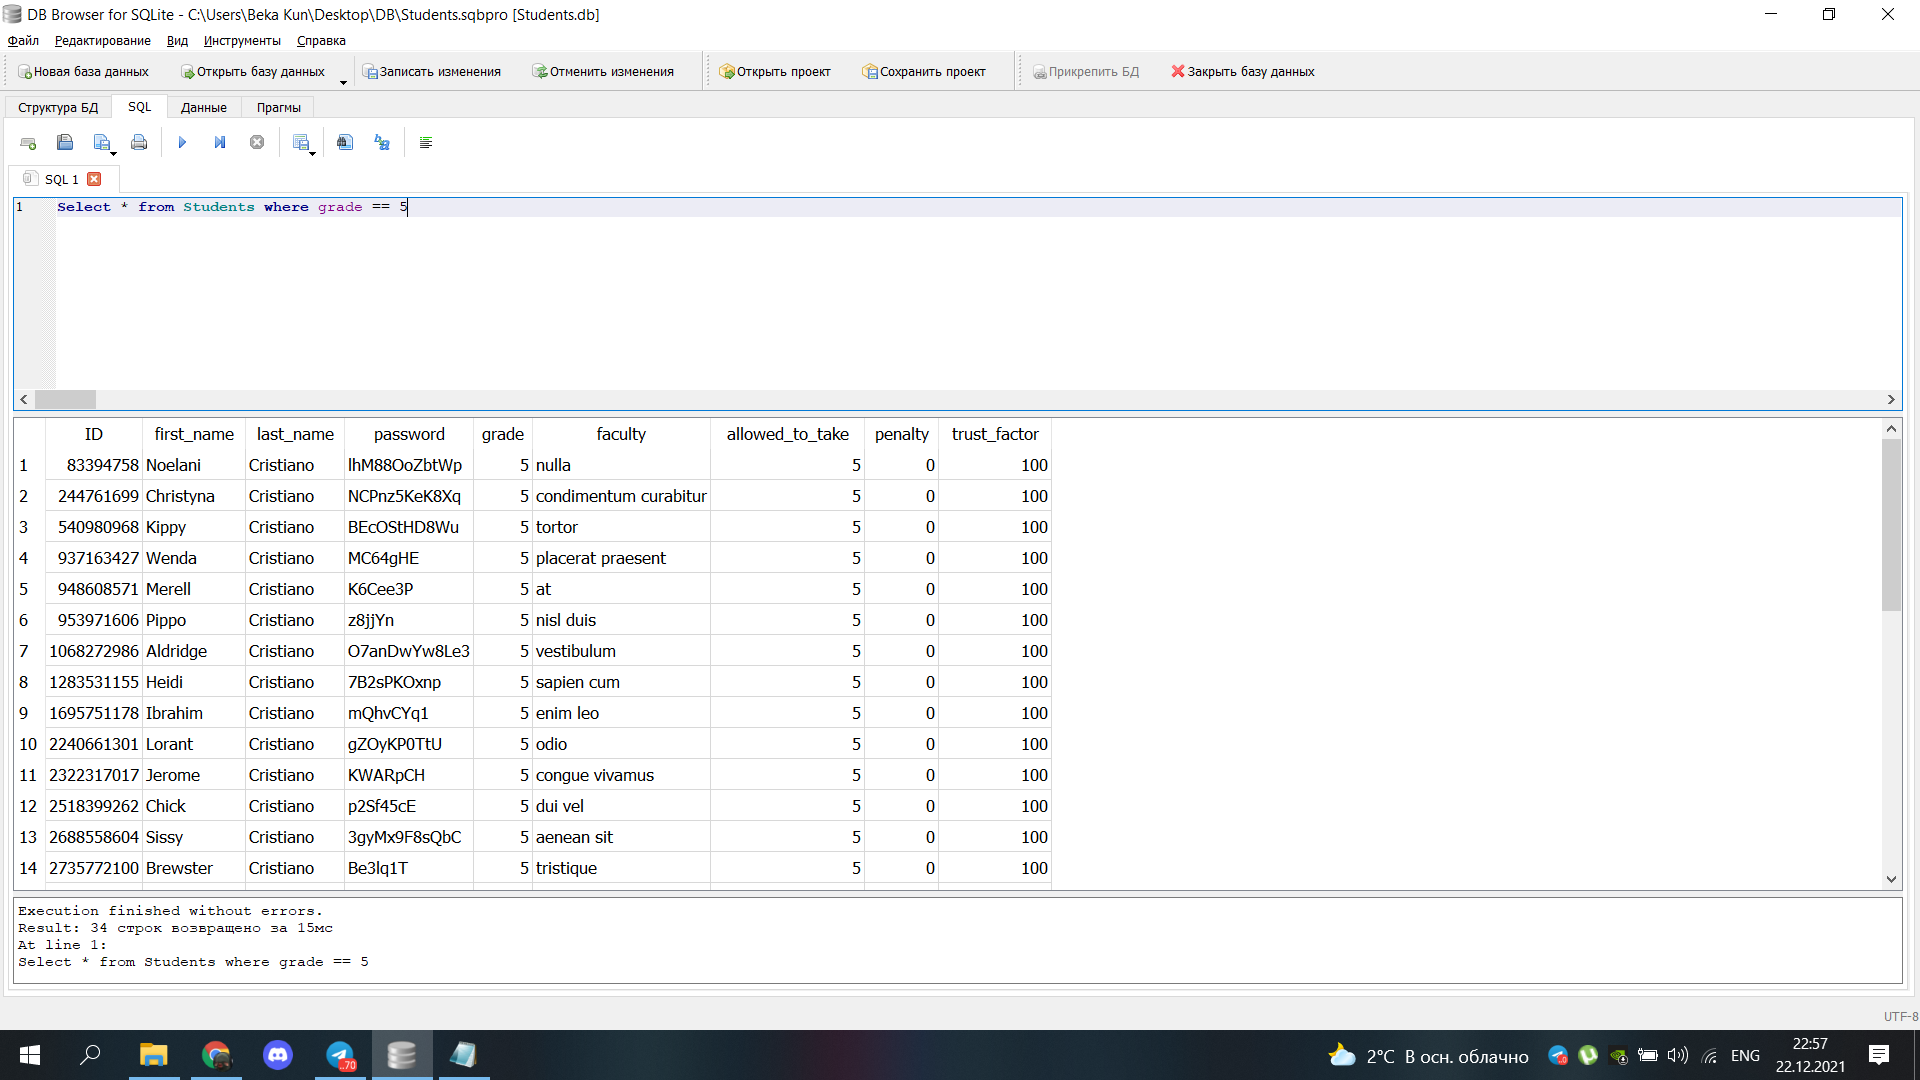 DB Browser for SQLite - C:\Users\Beka Kun\Desktop\DB\Students.sqbpro [Students.db]
Файл Редактирование Вид Инструменты Справка
Новая база данных Открыть базу данных Записать изменения Отменить изменения Открыть проект Сохранить проект Прикрепить БД Закрыть базу данных
Структура БД SQL Данные Прагмы
SQL 1
1 Select * from Students where grade == 5
ID first_name last_name password grade faculty allowed_to_take penalty trust_factor
1 83394758 Noelani Cristiano lhM88OoZbtWp 5 nulla 5 0 100
2 244761699 Christyna Cristiano NCPnz5KeK8Xq 5 condimentum curabitur 5 0 100
3 540980968 Kippy Cristiano BEcOStHD8Wu 5 tortor 5 0 100
4 937163427 Wenda Cristiano MC64gHE 5 placerat praesent 5 0 100
5 948608571 Merell Cristiano K6Cee3P 5 at 5 0 100
6 953971606 Pippo Cristiano z8jjYn 5 nisl duis 5 0 100
7 1068272986 Aldridge Cristiano O7anDwYw8Le3 5 vestibulum 5 0 100
8 1283531155 Heidi Cristiano 7B2sPKOxnp 5 sapien cum 5 0 100
9 1695751178 Ibrahim Cristiano mQhvCYq1 5 enim leo 5 0 100
10 2240661301 Lorant Cristiano gZOyKP0TtU 5 odio 5 0 100
11 2322317017 Jerome Cristiano KWARpCH 5 congue vivamus 5 0 100
12 2518399262 Chick Cristiano p2Sf45cE 5 dui vel 5 0 100
13 2688558604 Sissy Cristiano 3gyMx9F8sQbC 5 aenean sit 5 0 100
14 2735772100 Brewster Cristiano Be3lq1T 5 tristique 5 0 100
Execution finished without errors.
Result: 34 строк возвращено за 15мс
At line 1:
Select * from Students where grade == 5
UTF-8
..70 2°C В осн. облачно ENG 22:57
22.12.2021